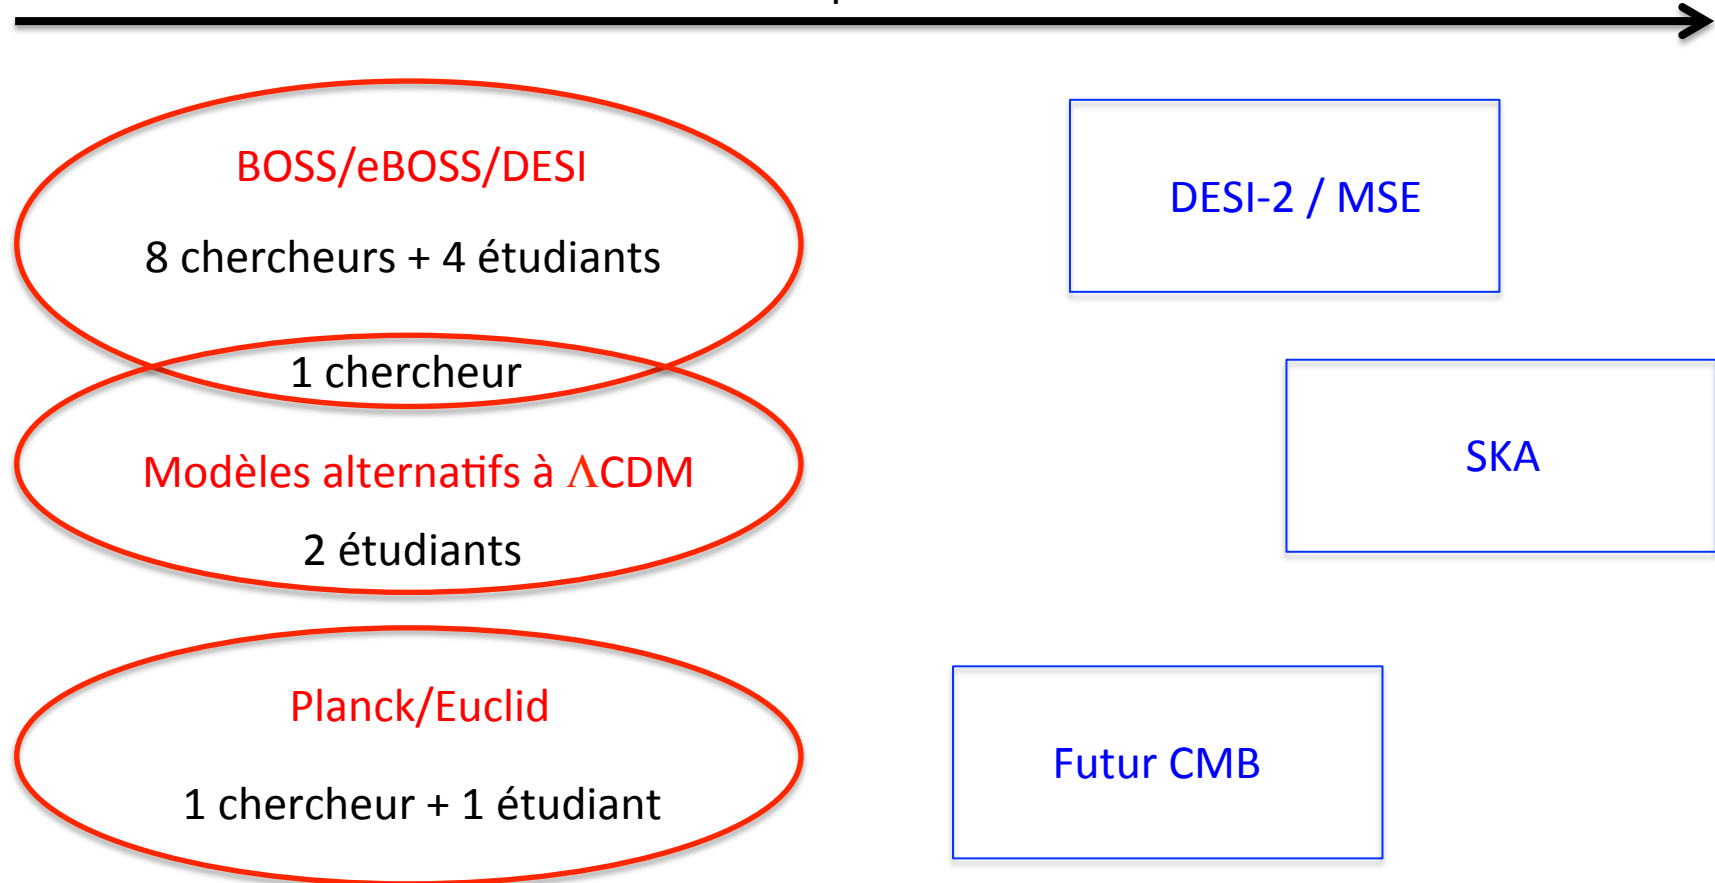 BOSS/eBOSS/DESI
8 chercheurs + 4 étudiants
1 chercheur
Modèles alternatifs à ΛCDM
2 étudiants
Planck/Euclid
1 chercheur + 1 étudiant
DESI-2 / MSE
SKA
Futur CMB